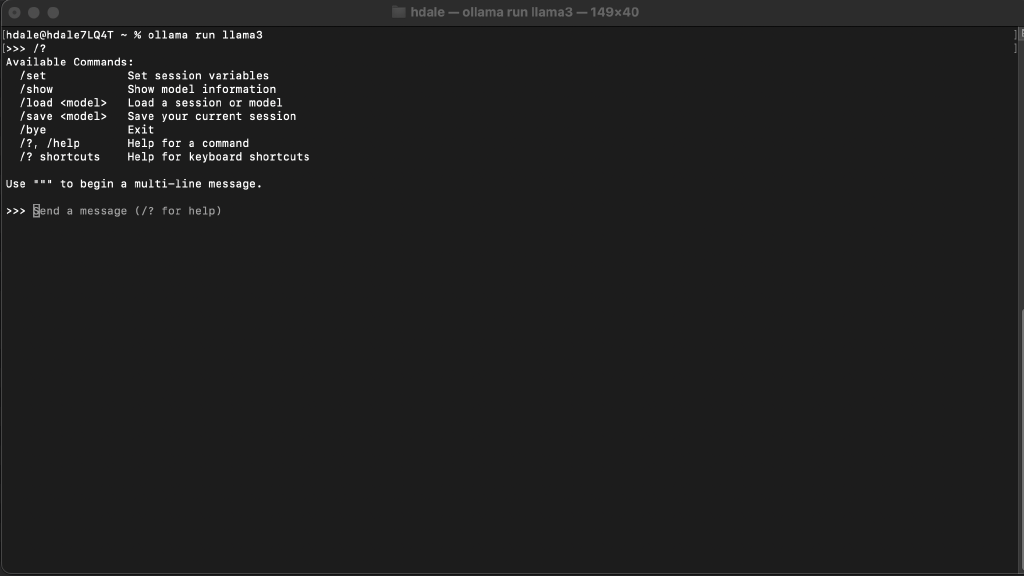 hdale — ollama run llama3 — 149×40
[hdale@hdale7LQ4T ~ % ollama run llama3 ]
[>>> /? ]
Available Commands:
  /set            Set session variables
  /show           Show model information
  /load <model>   Load a session or model
  /save <model>   Save your current session
  /bye            Exit
  /?, /help       Help for a command
  /? shortcuts    Help for keyboard shortcuts
Use """ to begin a multi-line message.
>>> Send a message (/? for help)